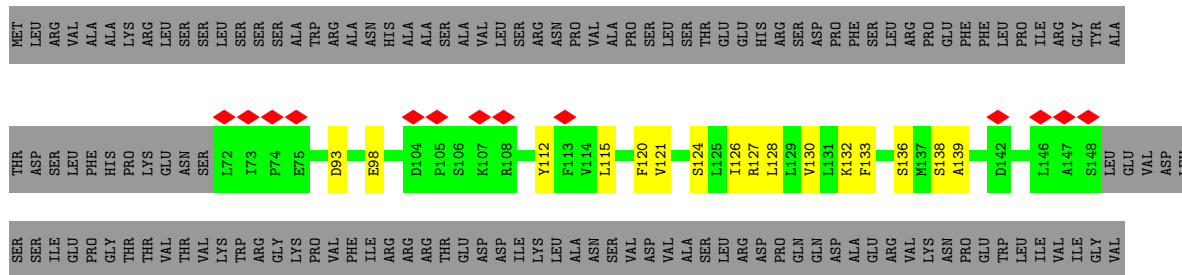 MET LEU ARG VAL ALA ALA LYS ARG LEU SER SER LEU SER SER SER ALA TRP ARG ALA ASN HIS ALA ALA SER ALA VAL LEU SER ARG ASN PRO VAL ALA PRO SER LEU SER THR GLU GLU HIS ARG SER ASP PRO PHE SER LEU ARG PRO GLU PHE PHE LEU PRO ILE ARG GLY TYR ALA
THR ASP SER LEU PHE HIS PRO LYS GLU ASN SER L72 I73 P74 E75 D93 E98 D104 P105 S106 K107 R108 Y112 F113 V114 L115 F120 V121 S124 L125 I126 R127 L128 L129 V130 L131 K132 F133 S136 M137 S138 A139 D142 L146 A147 S148 LEU GLU VAL ASP LEU
SER SER ILE GLU PRO GLY THR THR VAL THR VAL LYS TRP ARG GLY LYS PRO VAL PHE ILE ARG ARG ARG THR GLU ASP ASP ILE LYS LEU ALA ASN SER VAL ASP VAL ALA SER LEU ARG ASP PRO GLN GLN ASP ALA GLU ARG VAL LYS ASN PRO GLU TRP LEU ILE VAL ILE GLY VAL